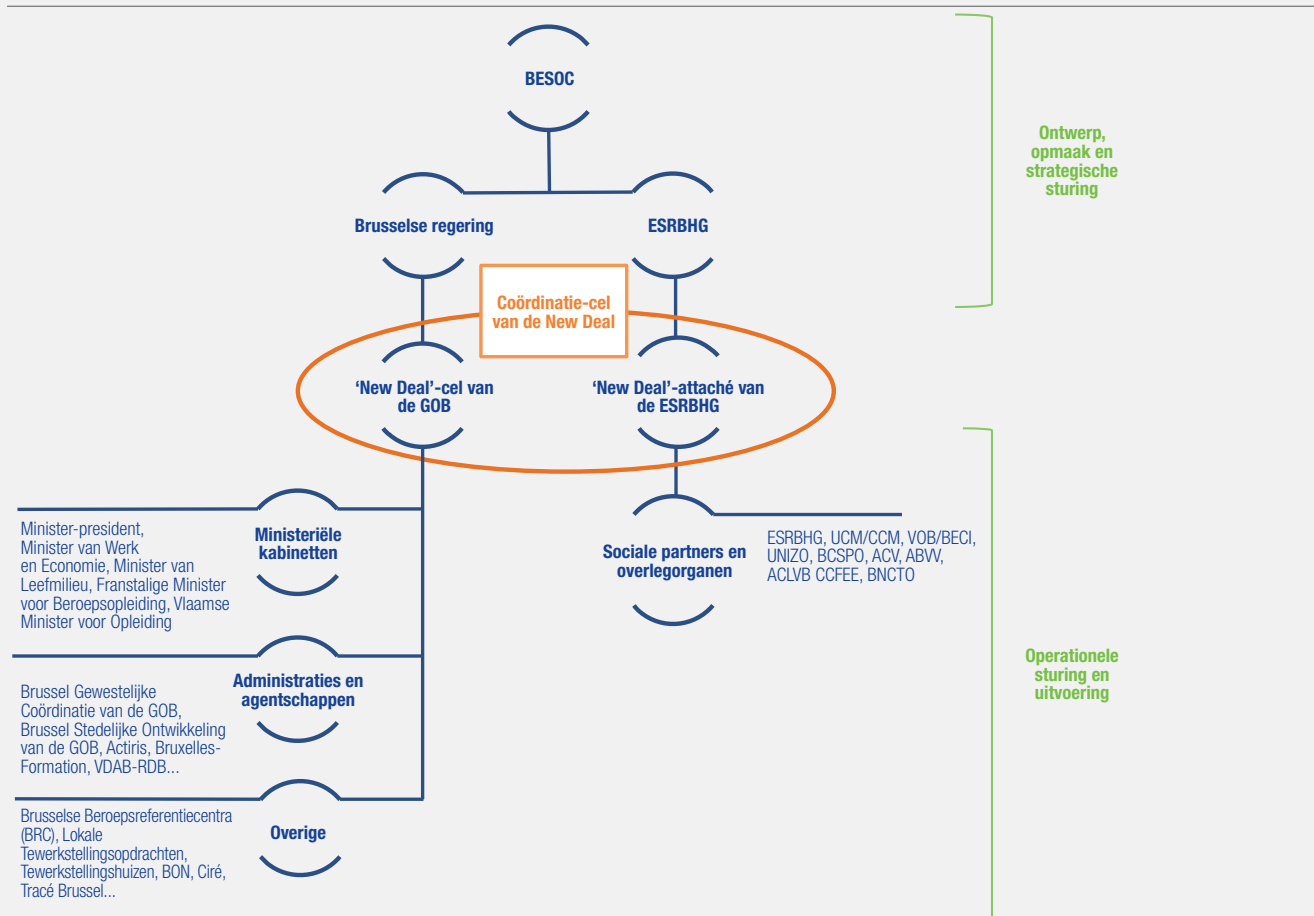 BESOC
Ontwerp,
opmaak en
strategische
sturing
Brusselse regering
ESRBHG
Coördinatie-cel
van de New Deal
‘New Deal’-cel van
de GOB
‘New Deal’-attaché van
de ESRBHG
Minister-president,
Minister van Werk
en Economie, Minister van
Leefmilieu, Franstalige Minister
voor Beroepsopleiding, Vlaamse
Minister voor Opleiding
Ministeriële
kabinetten
Sociale partners en
overlegorganen
ESRBHG, UCM/CCM, VOB/BECI,
UNIZO, BCSPO, ACV, ABVV,
ACLVB CCFEE, BNCTO
Operationele
sturing en
uitvoering
Brussel Gewestelijke
Coördinatie van de GOB,
Brussel Stedelijke Ontwikkeling
van de GOB, Actiris, Bruxelles-
Formation, VDAB-RDB...
Administraties en
agentschappen
Brusselse Beroepsreferentiecentra
(BRC), Lokale
Tewerkstellingsopdrachten,
Tewerkstellingshuizen, BON, Ciré,
Tracé Brussel...
Overige